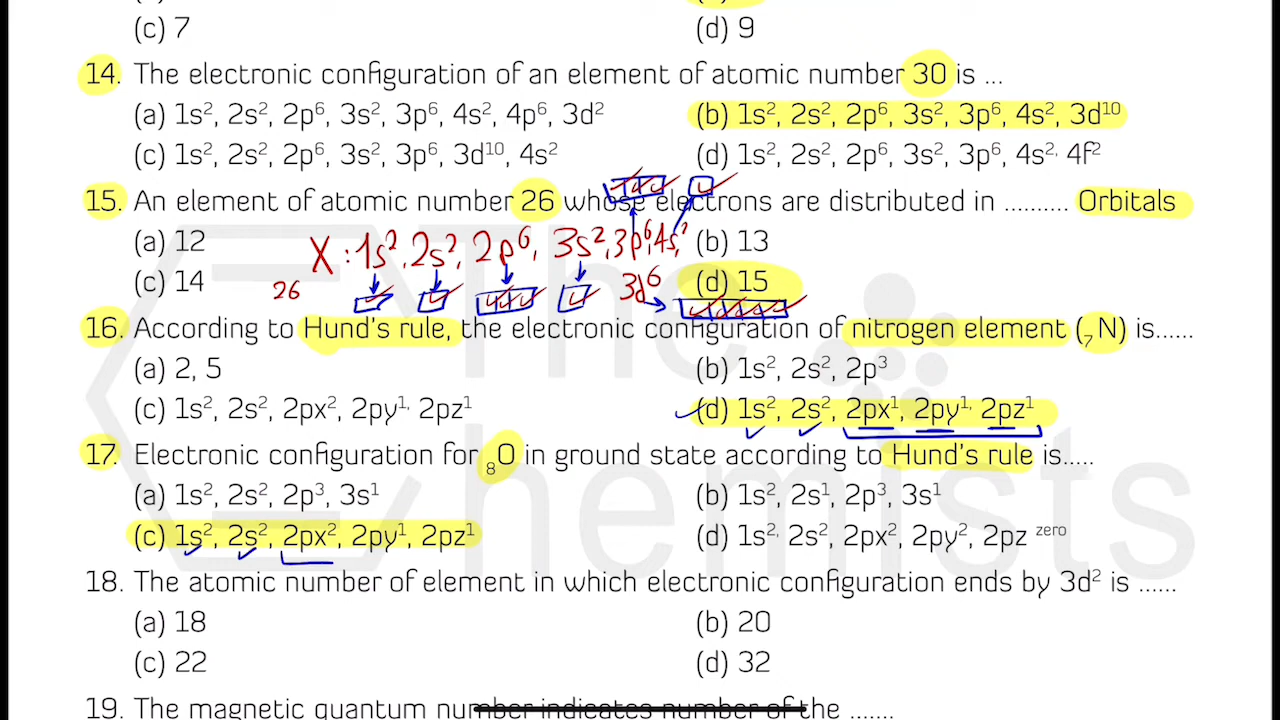 (c) 7 (d) 9
14. The electronic configuration of an element of atomic number 30 is ...
(a) 1s², 2s², 2p⁶, 3s², 3p⁶, 4s², 4p⁶, 3d² (b) 1s², 2s², 2p⁶, 3s², 3p⁶, 4s², 3d¹⁰
(c) 1s², 2s², 2p⁶, 3s², 3p⁶, 3d¹⁰, 4s² (d) 1s², 2s², 2p⁶, 3s², 3p⁶, 4s², 4f²
15. An element of atomic number 26 whose electrons are distributed in .......... Orbitals
(a) 12 X : 1s², 2s², 2p⁶, 3s², 3p⁶, 4s², (b) 13
(c) 14 26 3d⁶ (d) 15
16. According to Hund's rule, the electronic configuration of nitrogen element (₇N) is......
(a) 2, 5 (b) 1s², 2s², 2p³
(c) 1s², 2s², 2px², 2py¹, 2pz¹ (d) 1s², 2s², 2px¹, 2py¹, 2pz¹
17. Electronic configuration for ₈O in ground state according to Hund's rule is.....
(a) 1s², 2s², 2p³, 3s¹ (b) 1s², 2s¹, 2p³, 3s¹
(c) 1s², 2s², 2px², 2py¹, 2pz¹ (d) 1s², 2s², 2px², 2py², 2pz zero
18. The atomic number of element in which electronic configuration ends by 3d² is ......
(a) 18 (b) 20
(c) 22 (d) 32
19. The magnetic quantum number indicates number of the .......
The
Chemists